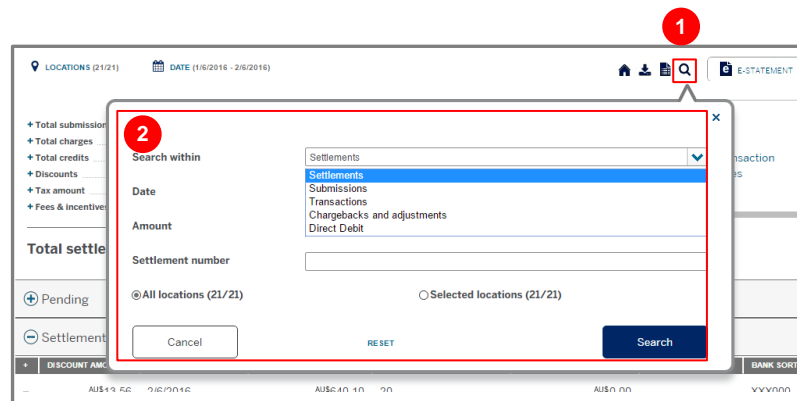 1
LOCATIONS (21/21) DATE (1/6/2016 - 2/6/2016) e E-STATEMENT
×
+ Total submission
2
+ Total charges
+ Total credits Search within Settlements nsaction
+ Discounts Settlements es
+ Tax amount Date Submissions
+ Fees & incentives Transactions
Amount Chargebacks and adjustments
Direct Debit
Total settle
Settlement number
+ Pending All locations (21/21) Selected locations (21/21)
− Settlement Cancel RESET Search
+ DISCOUNT AMO BANK SORT
– AU$13.56 2/6/2016 AU$640.10 20 AU$0.00 XXX000